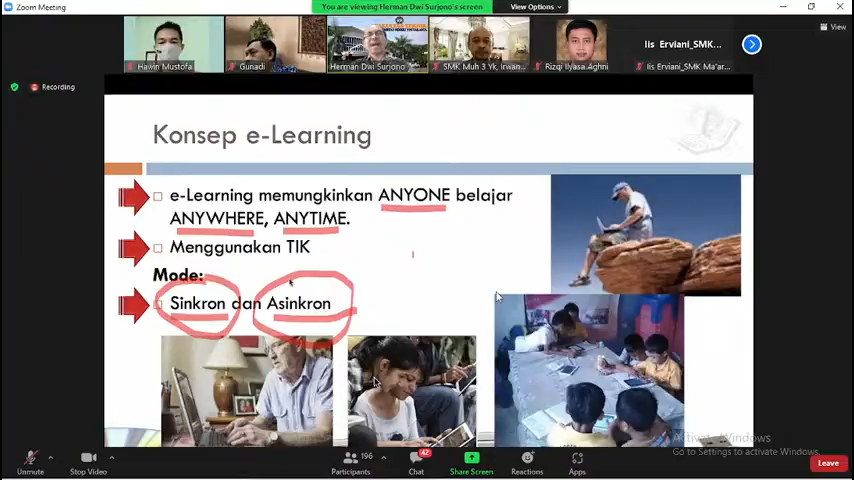 Zoom Meeting
You are viewing Herman Dwi Surjono's screen
View Options
View
Hawin Mustofa
Gunadi
Herman Dwi Surjono
SMK Muh 3 Yk, Irwan...
Rizqi Ilyasa Aghni
Iis Erviani_SMK...
Iis Erviani_SMK Ma'ar...
Recording
Konsep e-Learning
e-Learning memungkinkan ANYONE belajar
ANYWHERE, ANYTIME.
Menggunakan TIK
Mode:
Sinkron dan Asinkron
Activate Windows
Go to Settings to activate Windows.
Unmute
Stop Video
196
Participants
42
Chat
Share Screen
Reactions
Apps
Leave